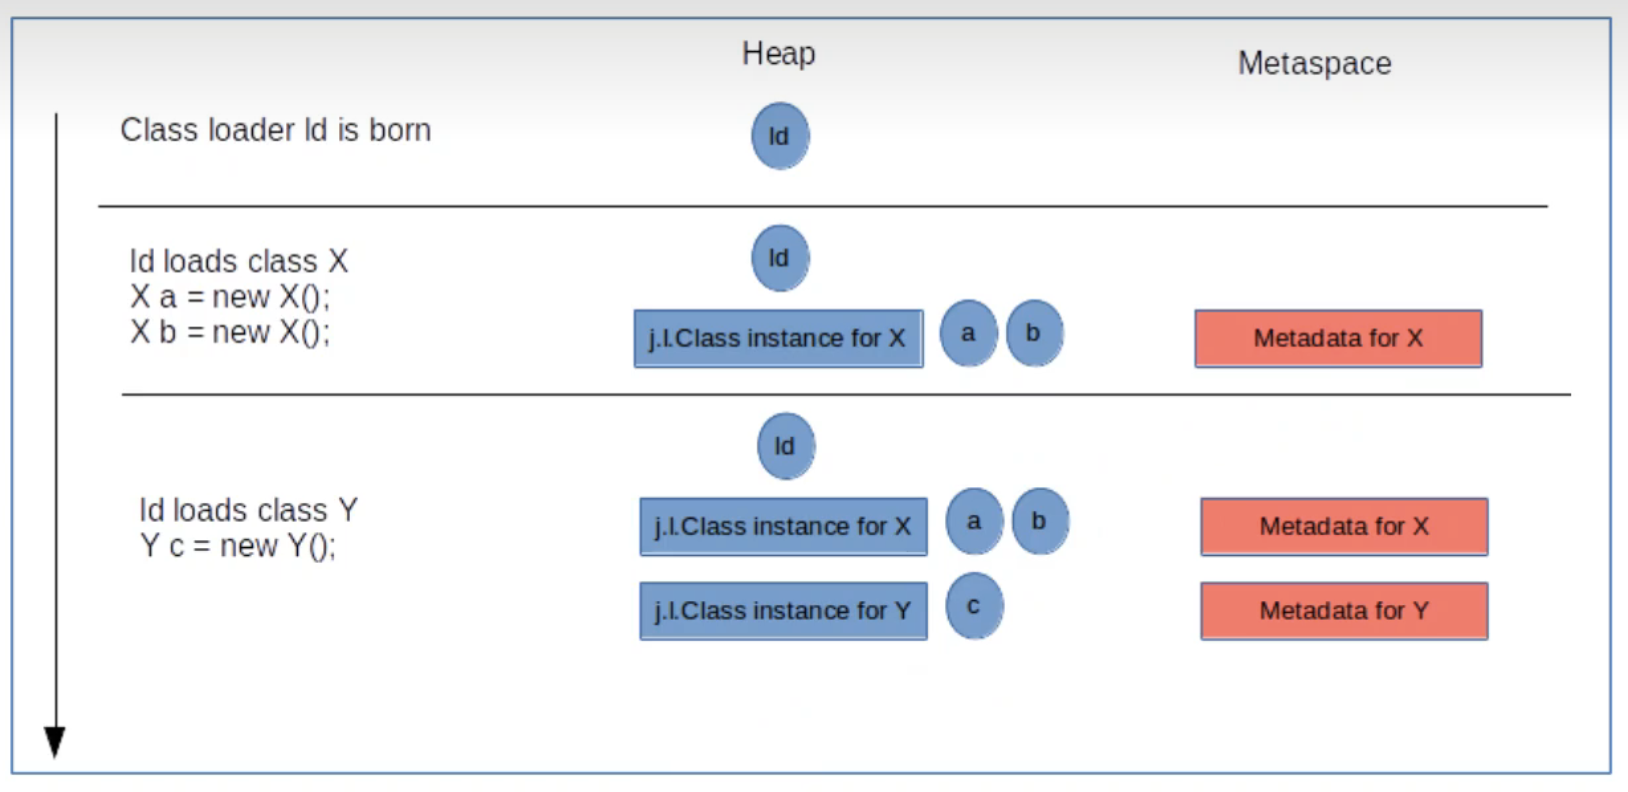 Heap
Metaspace
Class loader ld is born
ld
ld loads class X
X a = new X();
X b = new X();
ld
j.l.Class instance for X
a
b
Metadata for X
ld loads class Y
Y c = new Y();
ld
j.l.Class instance for X
a
b
Metadata for X
j.l.Class instance for Y
c
Metadata for Y